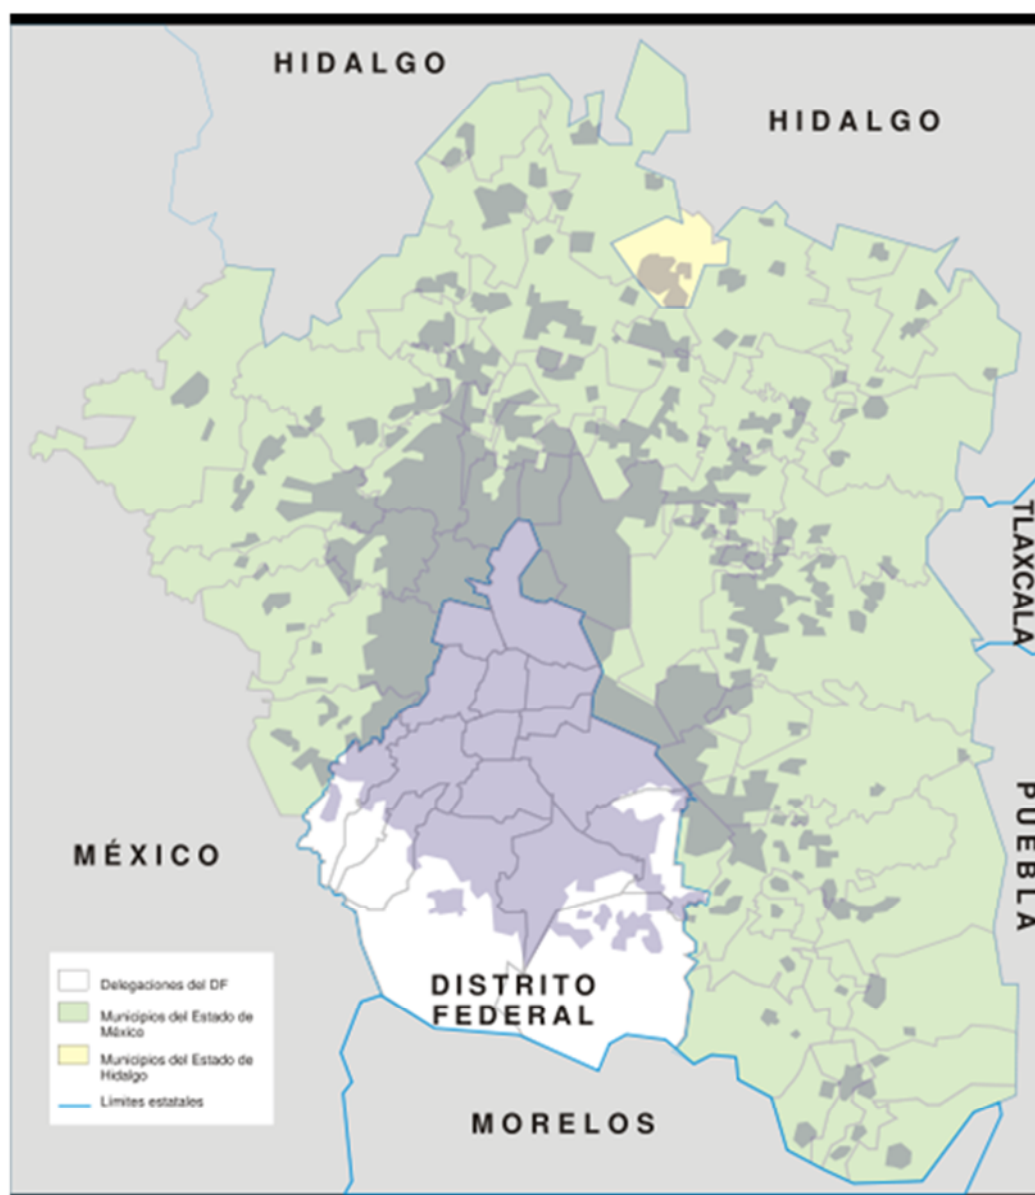 HIDALGO
HIDALGO
TLAXCALA
PUEBLA
MÉXICO
DISTRITO
FEDERAL
MORELOS
Delegaciones del DF
Municipios del Estado de
México
Municipios del Estado de
Hidalgo
Límites estatales